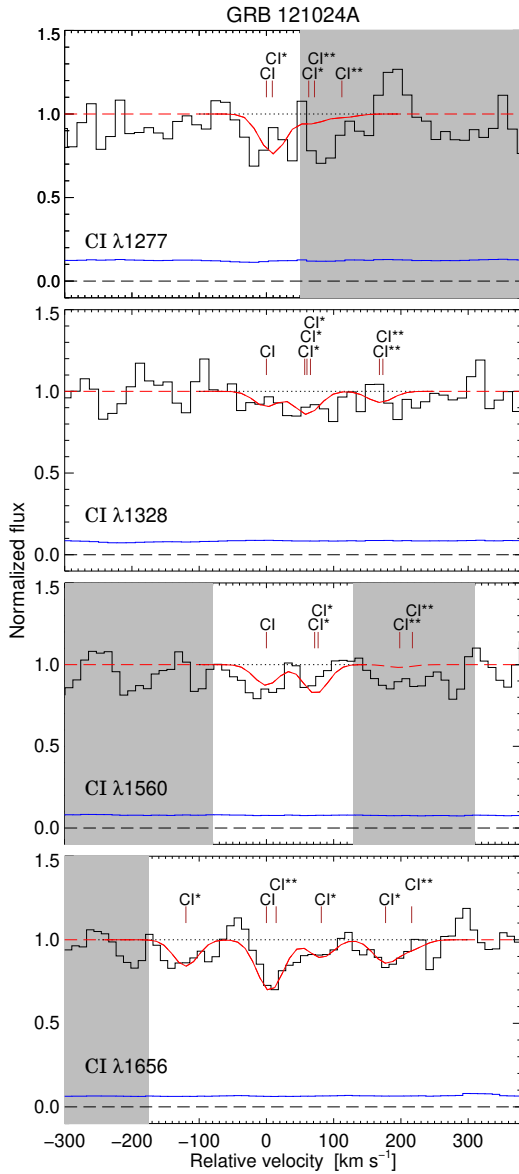 GRB 121024A
1.5
CI* CI**
CI CI* CI**
1.0
0.5
CI λ1277
0.0
1.5
CI*
CI* CI**
CI CI* CI**
1.0
0.5
CI λ1328
0.0
1.5
CI* CI**
CI CI* CI**
1.0
0.5
CI λ1560
0.0
1.5
CI** CI**
CI* CI CI* CI*
1.0
0.5
CI λ1656
0.0
Normalized flux
−300 −200 −100 0 100 200 300
Relative velocity [km s⁻¹]